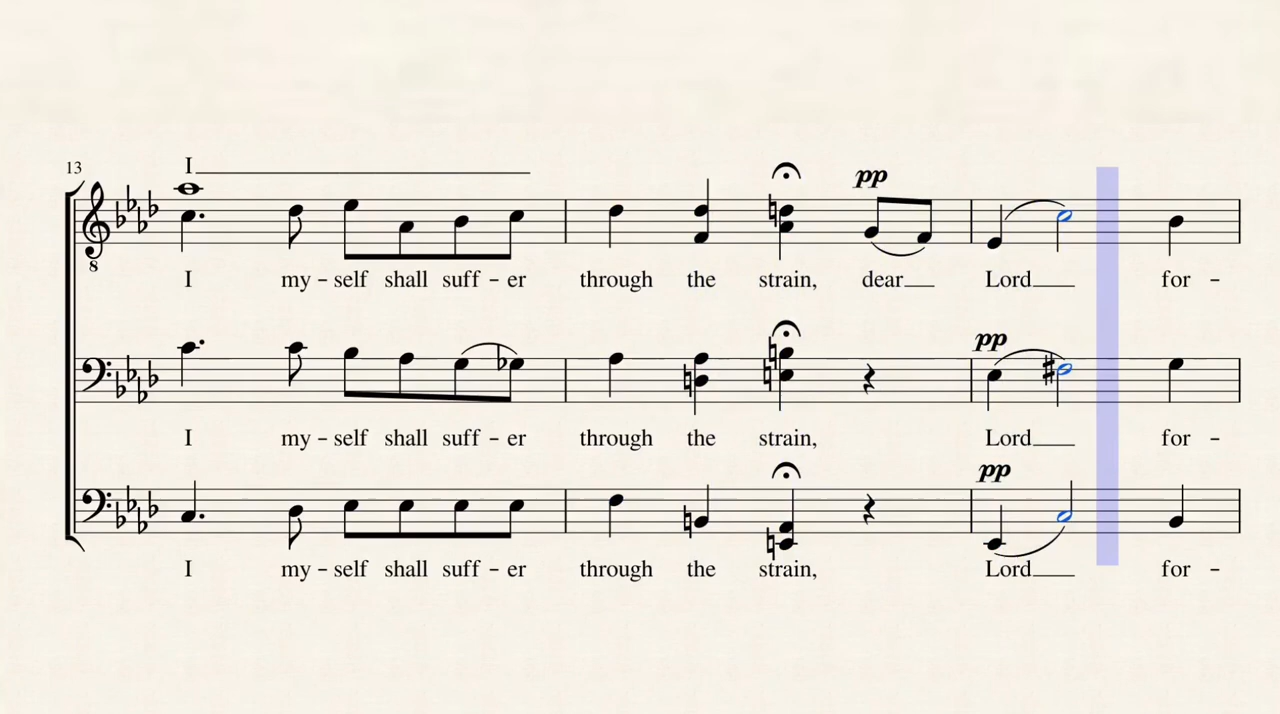 13
I
pp
8
I my - self shall suff - er through the strain, dear Lord for -
pp
I my - self shall suff - er through the strain, Lord for -
pp
I my - self shall suff - er through the strain, Lord for -